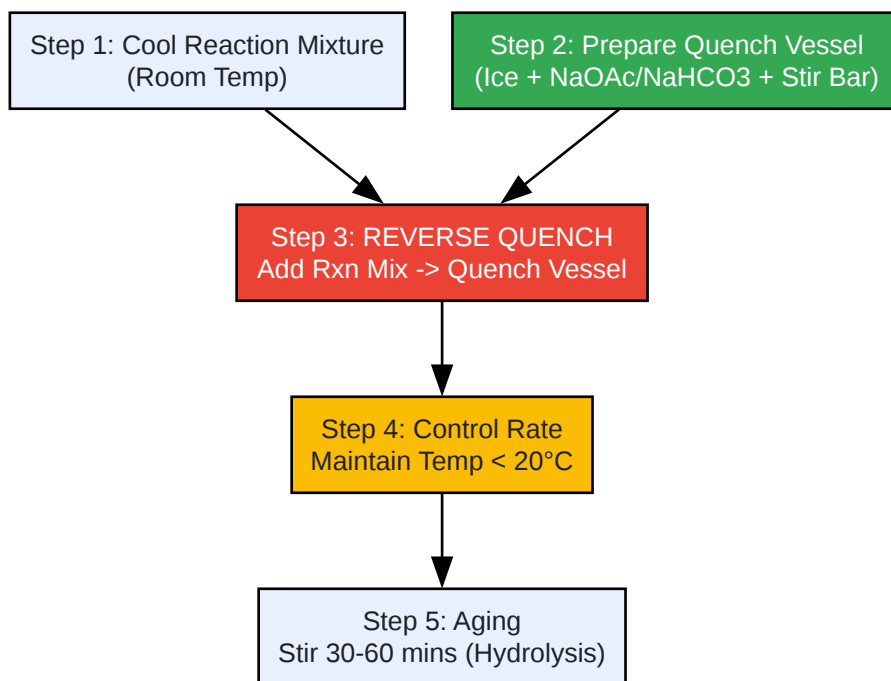 Step 1: Cool Reaction Mixture
(Room Temp)
Step 2: Prepare Quench Vessel
(Ice + NaOAc/NaHCO3 + Stir Bar)
Step 3: REVERSE QUENCH
Add Rxn Mix -> Quench Vessel
Step 4: Control Rate
Maintain Temp < 20°C
Step 5: Aging
Stir 30-60 mins (Hydrolysis)